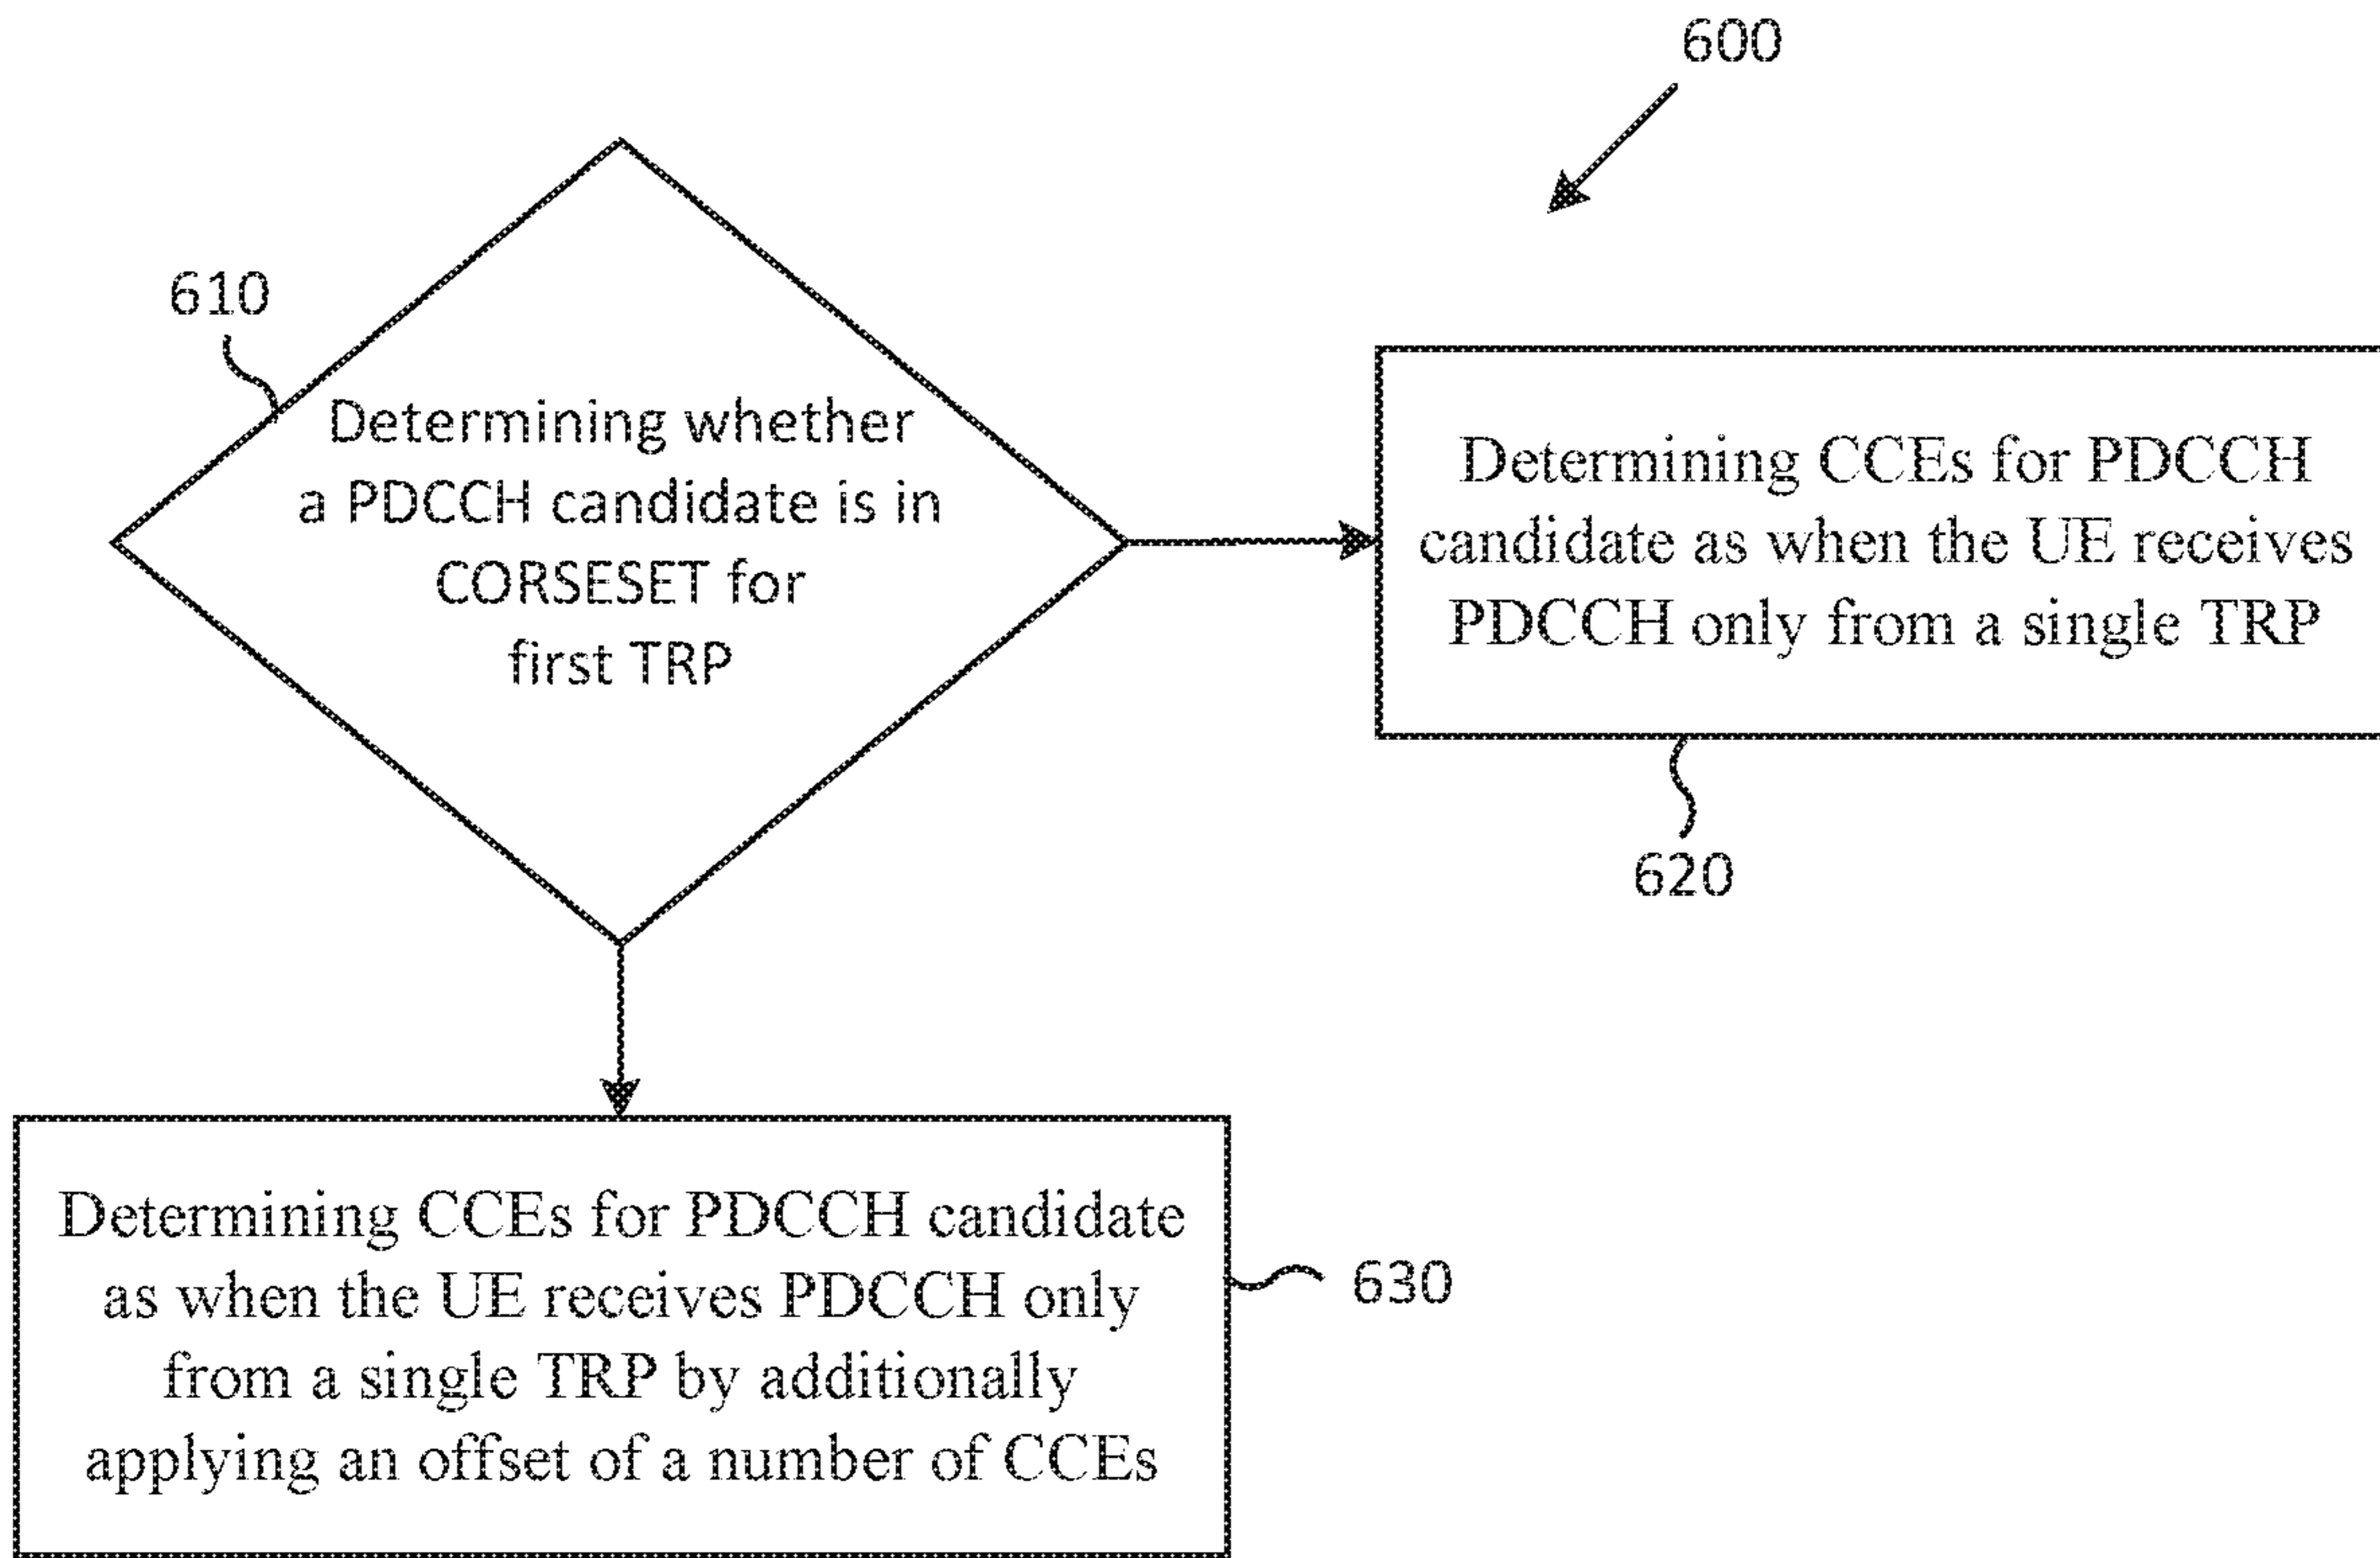 600
610
Determining whether
a PDCCH candidate is in
CORSESET for
first TRP
Determining CCEs for PDCCH
candidate as when the UE receives
PDCCH only from a single TRP
620
Determining CCEs for PDCCH candidate
as when the UE receives PDCCH only
from a single TRP by additionally
applying an offset of a number of CCEs
630